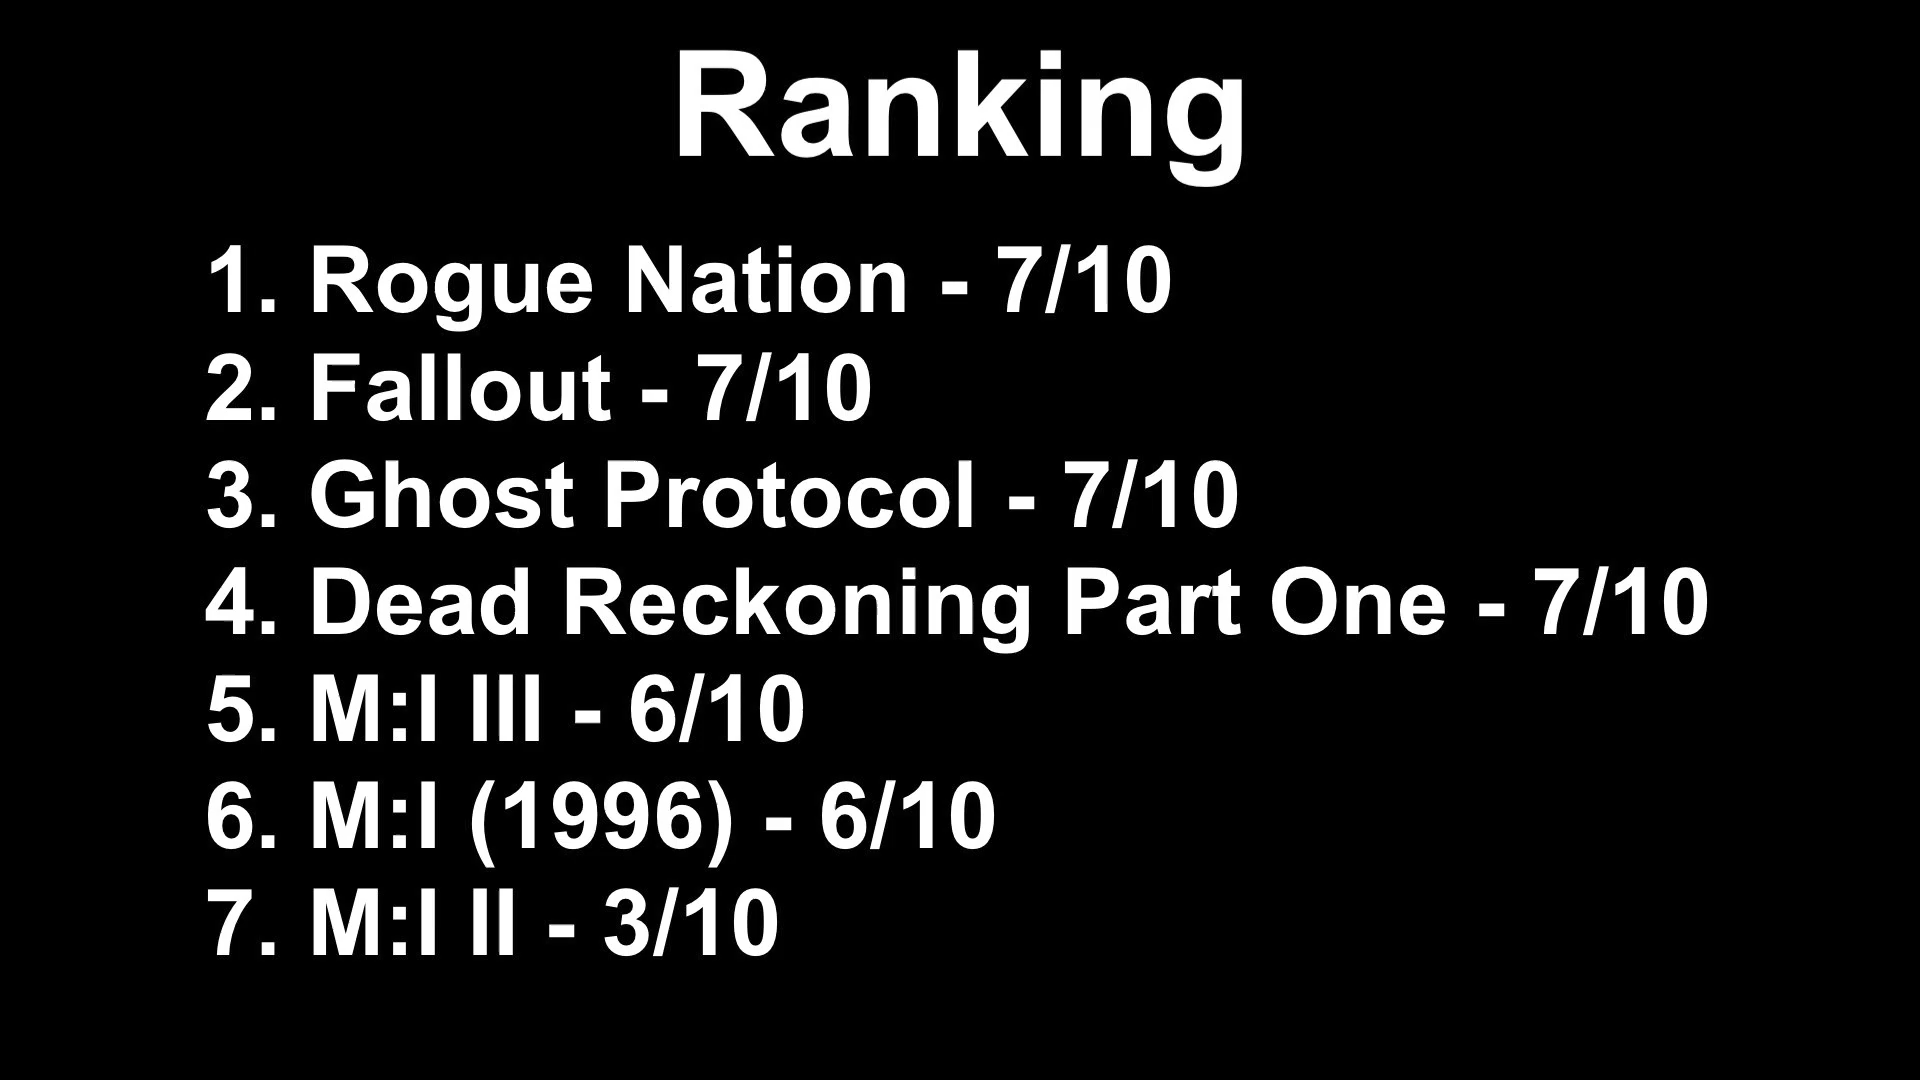 Ranking
1. Rogue Nation - 7/10
2. Fallout - 7/10
3. Ghost Protocol - 7/10
4. Dead Reckoning Part One - 7/10
5. M:I III - 6/10
6. M:I (1996) - 6/10
7. M:I II - 3/10